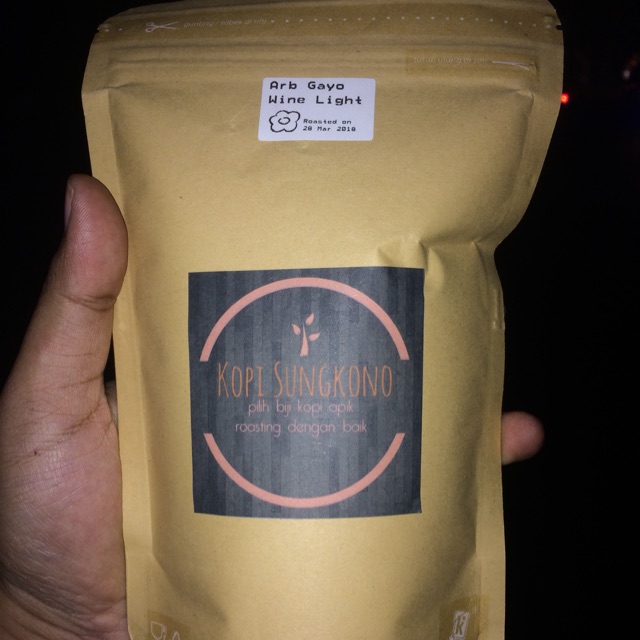 Arb Gayo
Wine Light
Roasted on
28 Mar 2018
KOPI SUNGKONO
pilih biji kopi apik
roasting dengan baik